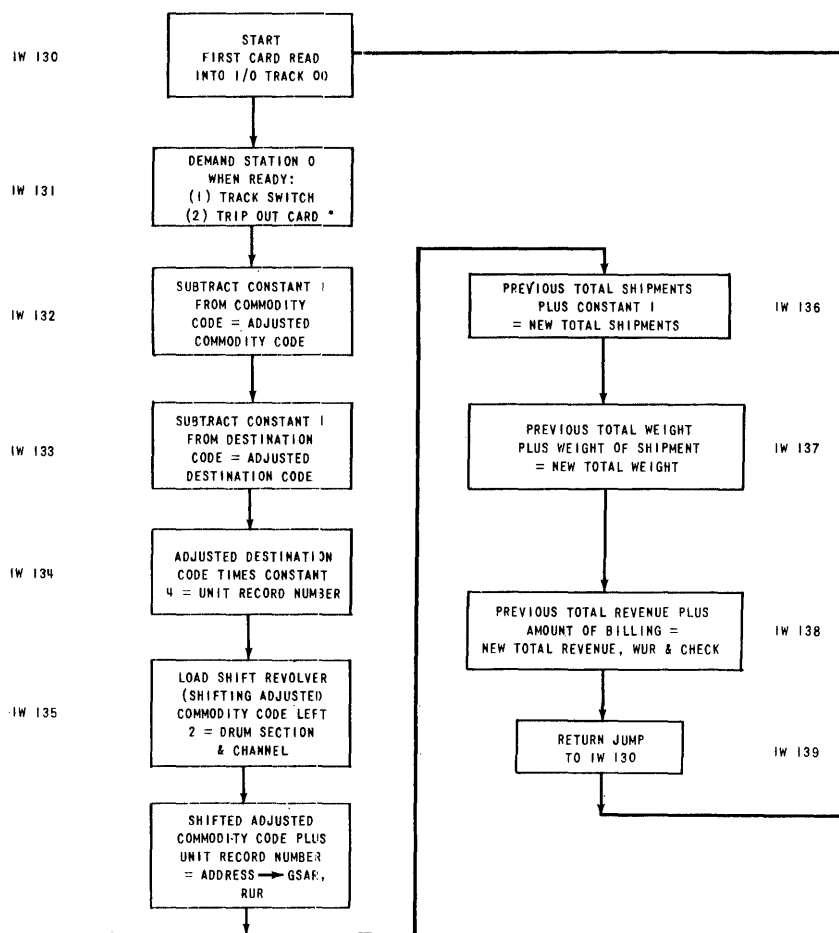 IW 130
START
FIRST CARD READ
INTO I/O TRACK 00
IW 131
DEMAND STATION 0
WHEN READY:
(1) TRACK SWITCH
(2) TRIP OUT CARD *
IW 132
SUBTRACT CONSTANT 1
FROM COMMODITY
CODE = ADJUSTED
COMMODITY CODE
IW 133
SUBTRACT CONSTANT 1
FROM DESTINATION
CODE = ADJUSTED
DESTINATION CODE
IW 134
ADJUSTED DESTINATION
CODE TIMES CONSTANT
4 = UNIT RECORD NUMBER
IW 135
LOAD SHIFT REVOLVER
(SHIFTING ADJUSTED
COMMODITY CODE LEFT
2 = DRUM SECTION
& CHANNEL
SHIFTED ADJUSTED
COMMODITY CODE PLUS
UNIT RECORD NUMBER
= ADDRESS → GSAR,
RUR
PREVIOUS TOTAL SHIPMENTS
PLUS CONSTANT 1
= NEW TOTAL SHIPMENTS
IW 136
PREVIOUS TOTAL WEIGHT
PLUS WEIGHT OF SHIPMENT
= NEW TOTAL WEIGHT
IW 137
PREVIOUS TOTAL REVENUE PLUS
AMOUNT OF BILLING =
NEW TOTAL REVENUE, WUR & CHECK
IW 138
RETURN JUMP
TO IW 130
IW 139